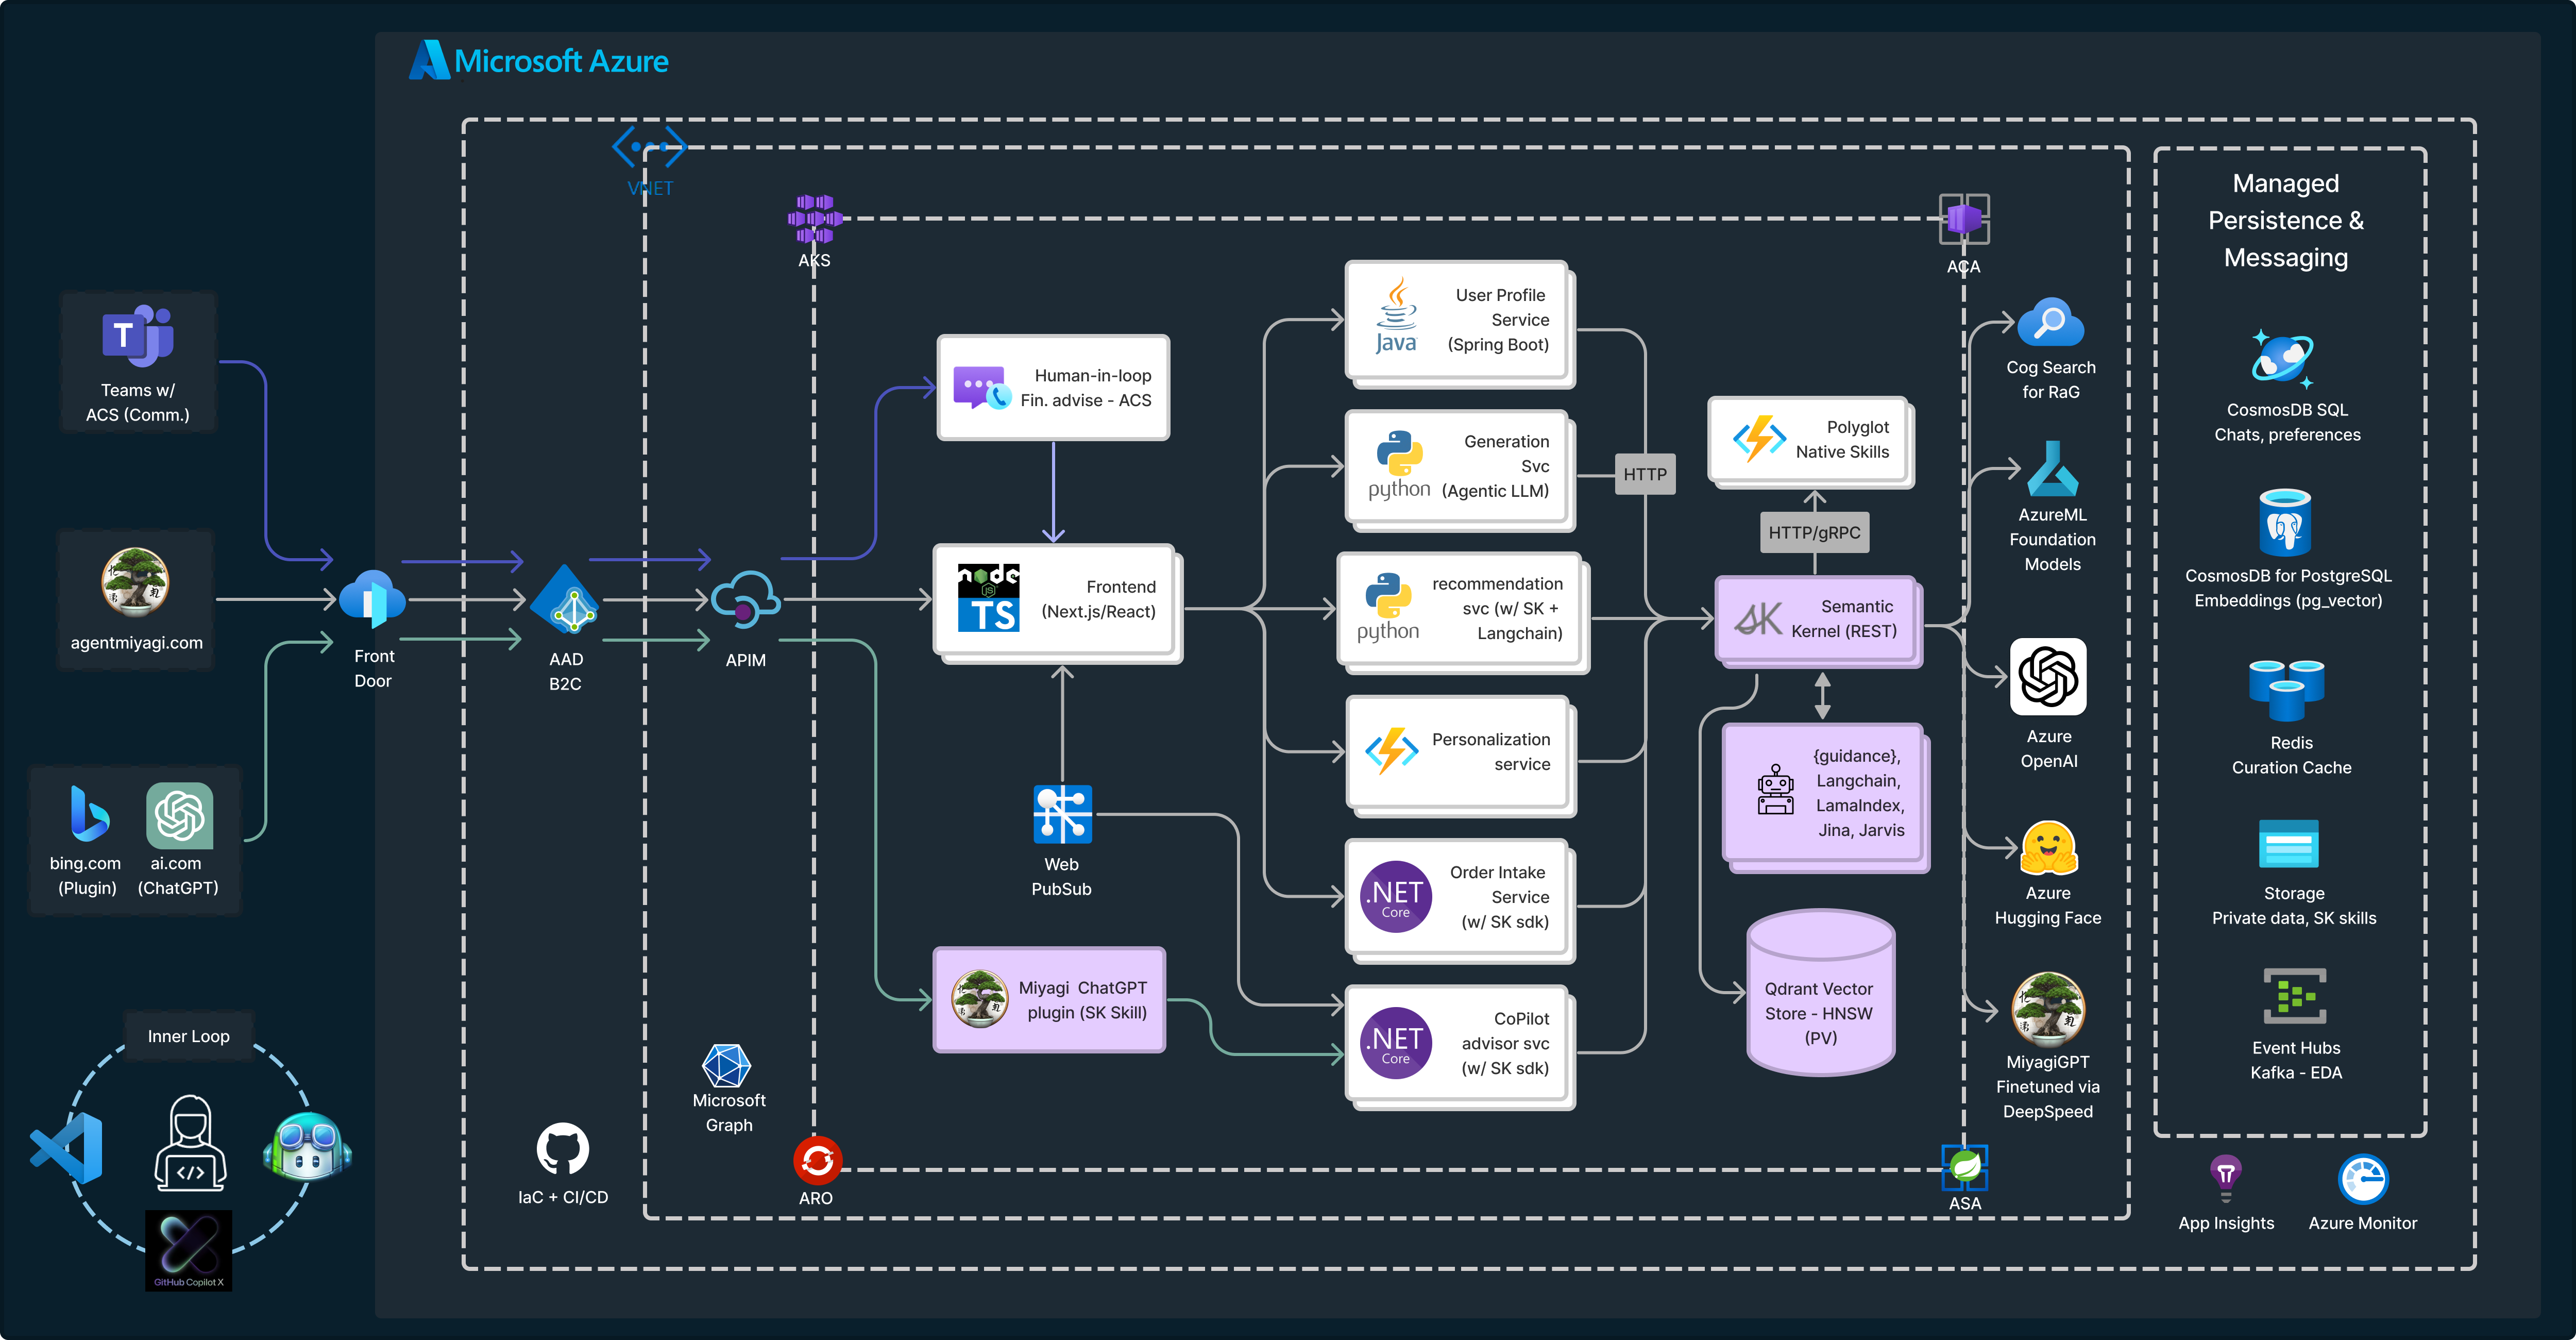 Microsoft Azure
VNET
AKS
ACA
Managed
Persistence &
Messaging
T
Teams w/
ACS (Comm.)
agentmiyagi.com
bing.com
(Plugin)
ai.com
(ChatGPT)
Front
Door
AAD
B2C
APIM
Human-in-loop
Fin. advise - ACS
node
JS
TS
Frontend
(Next.js/React)
Web
PubSub
Miyagi ChatGPT
plugin (SK Skill)
Microsoft
Graph
IaC + CI/CD
ARO
Java
User Profile
Service
(Spring Boot)
python
Generation
Svc
(Agentic LLM)
python
recommendation
svc (w/ SK +
Langchain)
Personalization
service
.NET
Core
Order Intake
Service
(w/ SK sdk)
.NET
Core
CoPilot
advisor svc
(w/ SK sdk)
HTTP
Polyglot
Native Skills
HTTP/gRPC
SK
Semantic
Kernel (REST)
{guidance},
Langchain,
LamaIndex,
Jina, Jarvis
Qdrant Vector
Store - HNSW
(PV)
Cog Search
for RaG
AzureML
Foundation
Models
Azure
OpenAI
Azure
Hugging Face
MiyagiGPT
Finetuned via
DeepSpeed
ASA
CosmosDB SQL
Chats, preferences
CosmosDB for PostgreSQL
Embeddings (pg_vector)
Redis
Curation Cache
Storage
Private data, SK skills
Event Hubs
Kafka - EDA
App Insights
Azure Monitor
Inner Loop
</>
GitHub Copilot X